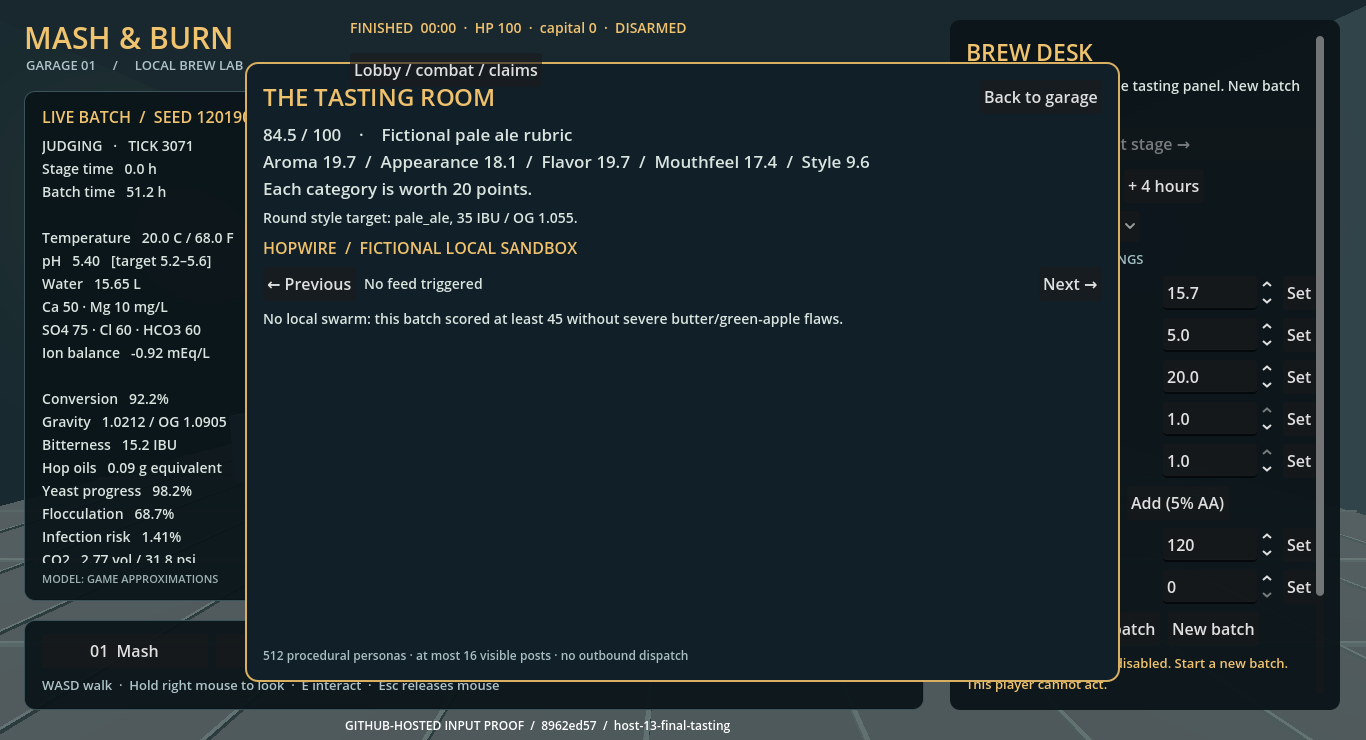 MASH & BURN
GARAGE 01 / LOCAL BREW LAB
FINISHED 00:00 · HP 100 · capital 0 · DISARMED
Lobby / combat / claims
LIVE BATCH / SEED 12019
JUDGING · TICK 3071
Stage time 0.0 h
Batch time 51.2 h
Temperature 20.0 C / 68.0 F
pH 5.40 [target 5.2–5.6]
Water 15.65 L
Ca 50 · Mg 10 mg/L
SO4 75 · Cl 60 · HCO3 60
Ion balance -0.92 mEq/L
Conversion 92.2%
Gravity 1.0212 / OG 1.0905
Bitterness 15.2 IBU
Hop oils 0.09 g equivalent
Yeast progress 98.2%
Flocculation 68.7%
Infection risk 1.41%
CO2 2.77 vol / 31.8 psi
MODEL: GAME APPROXIMATIONS
01 Mash
WASD walk · Hold right mouse to look · E interact · Esc releases mouse
THE TASTING ROOM
Back to garage
84.5 / 100 · Fictional pale ale rubric
Aroma 19.7 / Appearance 18.1 / Flavor 19.7 / Mouthfeel 17.4 / Style 9.6
Each category is worth 20 points.
Round style target: pale_ale, 35 IBU / OG 1.055.
HOPWIRE / FICTIONAL LOCAL SANDBOX
← Previous No feed triggered Next →
No local swarm: this batch scored at least 45 without severe butter/green-apple flaws.
512 procedural personas · at most 16 visible posts · no outbound dispatch
BREW DESK
e tasting panel. New batch
t stage →
+ 4 hours
NGS
15.7 Set
5.0 Set
20.0 Set
1.0 Set
1.0 Set
Add (5% AA)
120 Set
0 Set
atch New batch
disabled. Start a new batch.
This player cannot act.
GITHUB-HOSTED INPUT PROOF / 8962ed57 / host-13-final-tasting